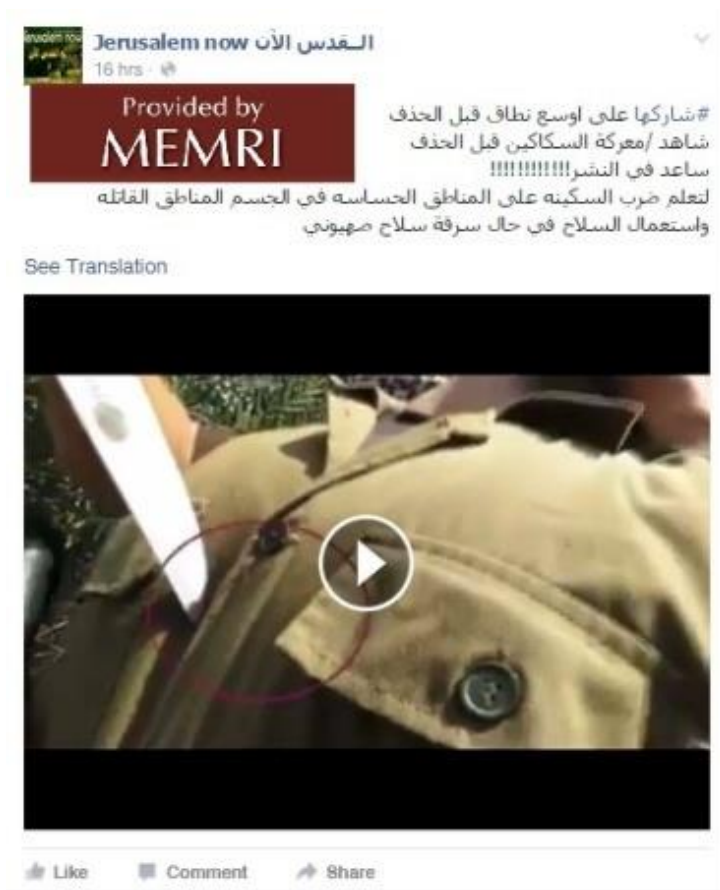 Jerusalem now الـقدس الآن
16 hrs
Provided by
MEMRI
#شاركها على اوسع نطاق قبل الحذف
شاهد /معركة السكاكين قبل الحذف
ساعد في النشر!!!!!!!!!!!!!
لتعلم ضرب السكينه على المناطق الحساسه في الجسم المناطق القاتله
واستعمال السلاح في حال سرقة سلاح صهيوني
See Translation
Like Comment Share